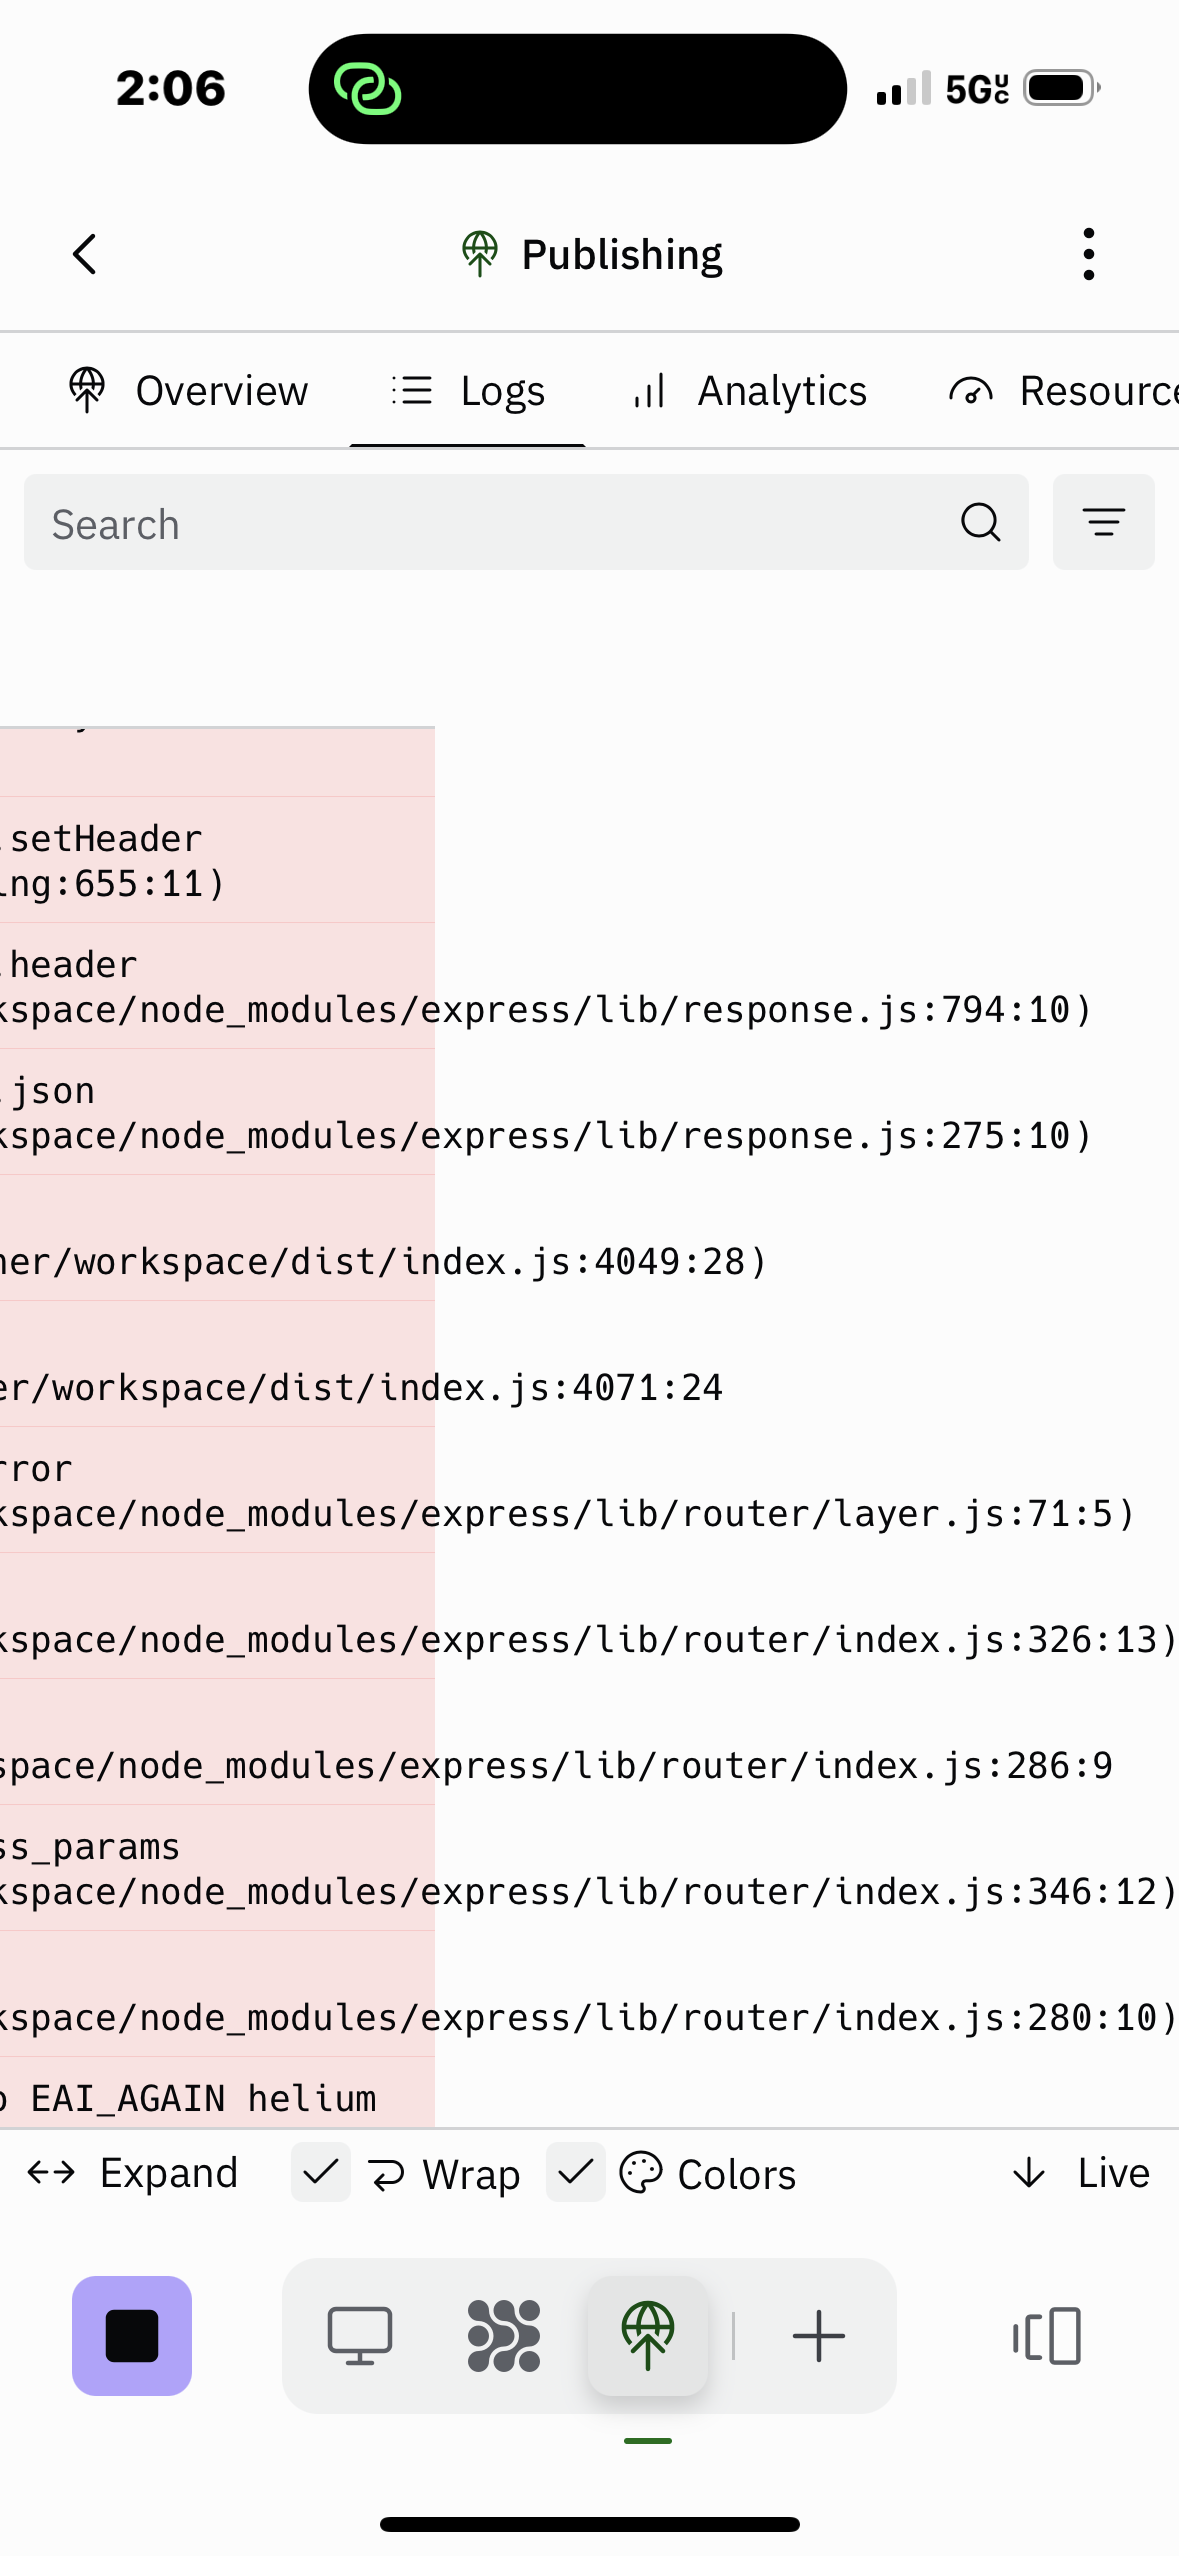 2:06
5G UC
Publishing
Overview Logs Analytics Resource
Search
.setHeader
ing:655:11)
.header
kspace/node_modules/express/lib/response.js:794:10)
.json
kspace/node_modules/express/lib/response.js:275:10)
ner/workspace/dist/index.js:4049:28)
er/workspace/dist/index.js:4071:24
rror
kspace/node_modules/express/lib/router/layer.js:71:5)
kspace/node_modules/express/lib/router/index.js:326:13)
space/node_modules/express/lib/router/index.js:286:9
ss_params
kspace/node_modules/express/lib/router/index.js:346:12)
kspace/node_modules/express/lib/router/index.js:280:10)
o EAI_AGAIN helium
Expand Wrap Colors Live